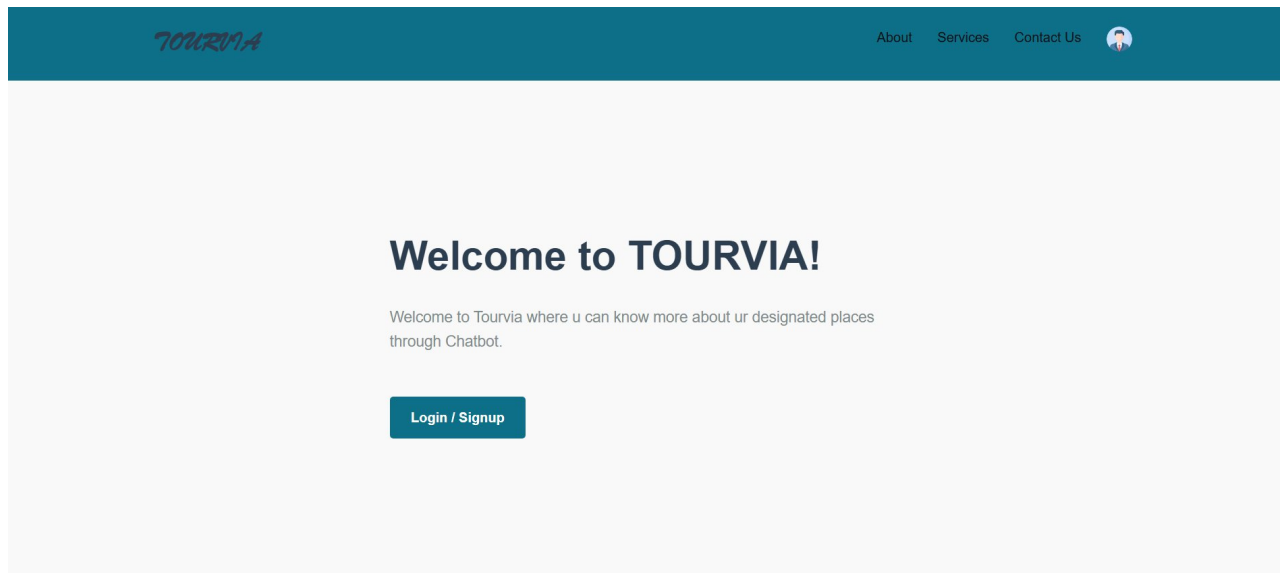 TOURVIA
About Services Contact Us
Welcome to TOURVIA!
Welcome to Tourvia where u can know more about ur designated places
through Chatbot.
Login / Signup